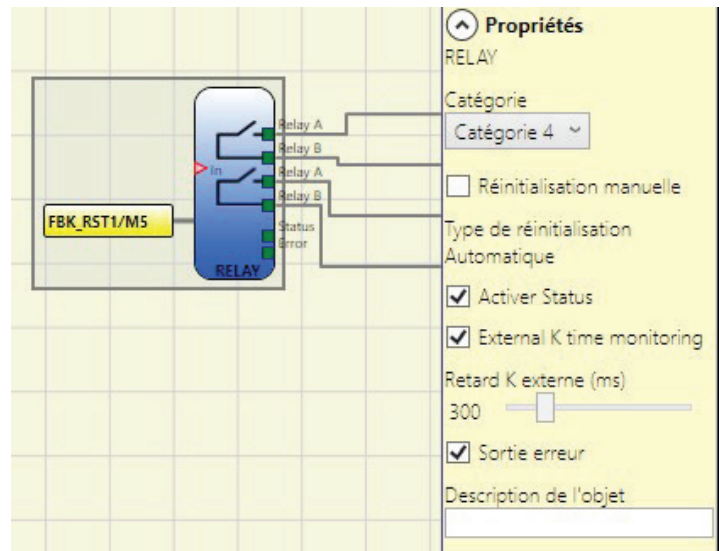 Relay A
Relay B
In
Relay A
Relay B
FBK_RST1/M5
Status
Error
RELAY
Propriétés
RELAY
Catégorie
Catégorie 4
Réinitialisation manuelle
Type de réinitialisation
Automatique
Activer Status
External K time monitoring
Retard K externe (ms)
300
Sortie erreur
Description de l'objet